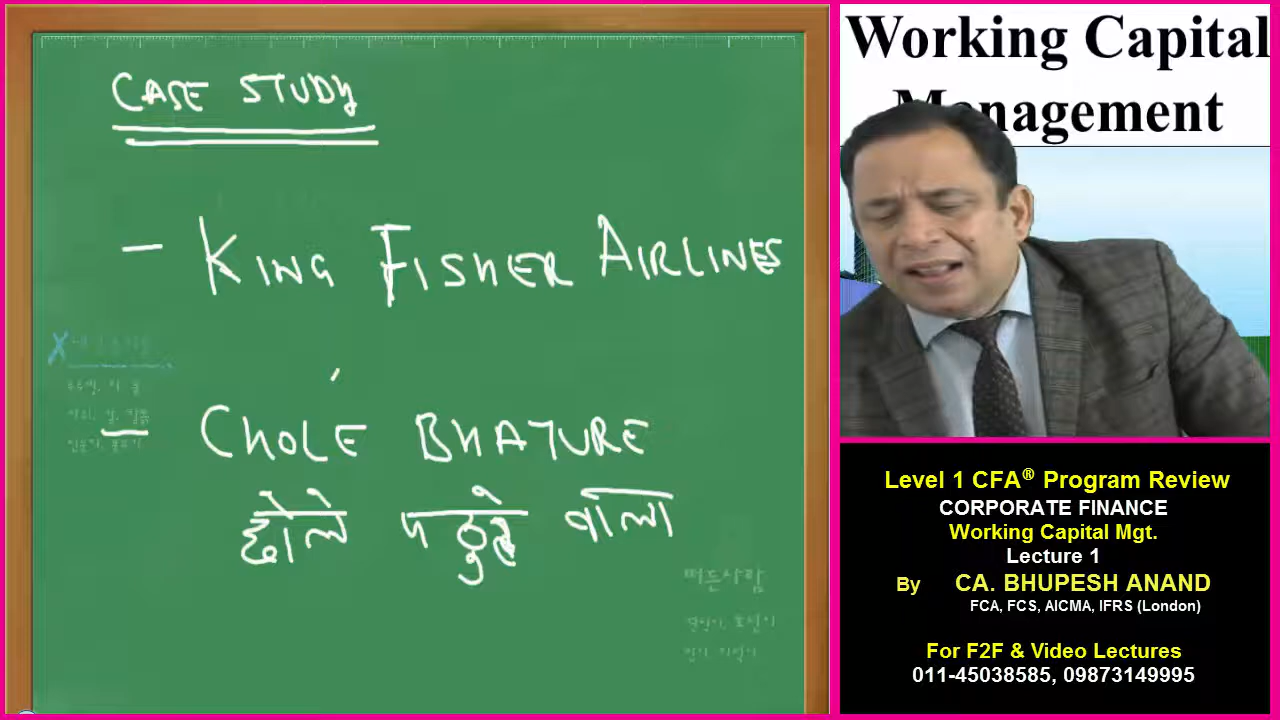 CASE STUDY
- KING FISHER AIRLINES
- CHOLE BHATURE
छोले वाला
Working Capital
Management
Level 1 CFA® Program Review
CORPORATE FINANCE
Working Capital Mgt.
Lecture 1
By CA. BHUPESH ANAND
FCA, FCS, AICMA, IFRS (London)
For F2F & Video Lectures
011-45038585, 09873149995